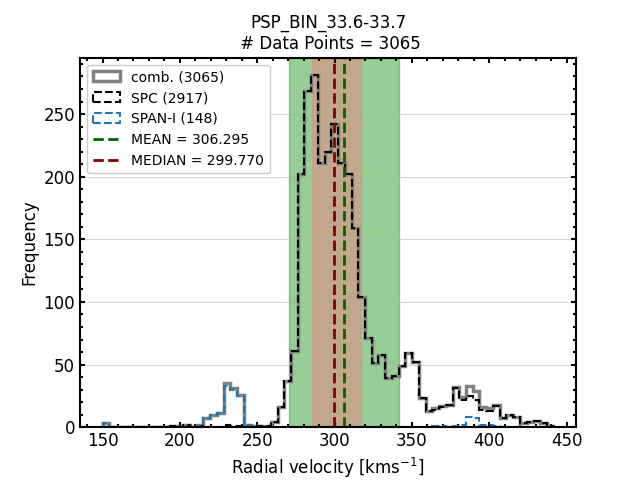 PSP_BIN_33.6-33.7
# Data Points = 3065
comb. (3065)
SPC (2917)
SPAN-I (148)
MEAN = 306.295
MEDIAN = 299.770
Frequency
250
200
150
100
50
0
150 200 250 300 350 400 450
Radial velocity [kms⁻¹]